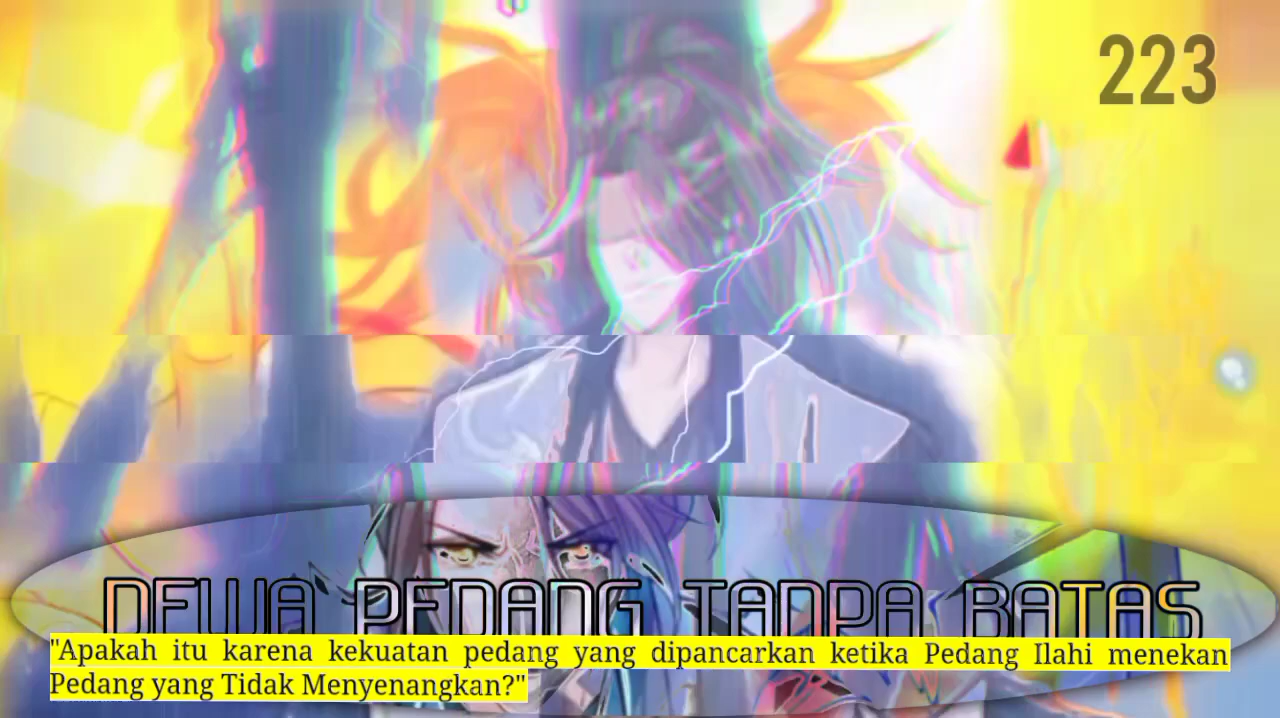 223
DEWA PEDANG TANPA BATAS
"Apakah itu karena kekuatan pedang yang dipancarkan ketika Pedang Ilahi menekan
Pedang yang Tidak Menyenangkan?"